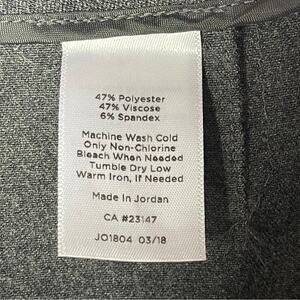 47% Polyester
47% Viscose
6% Spandex
Machine Wash Cold
Only Non-Chlorine
Bleach When Needed
Tumble Dry Low
Warm Iron, If Needed
Made In Jordan
CA #23147
JO1804 03/18